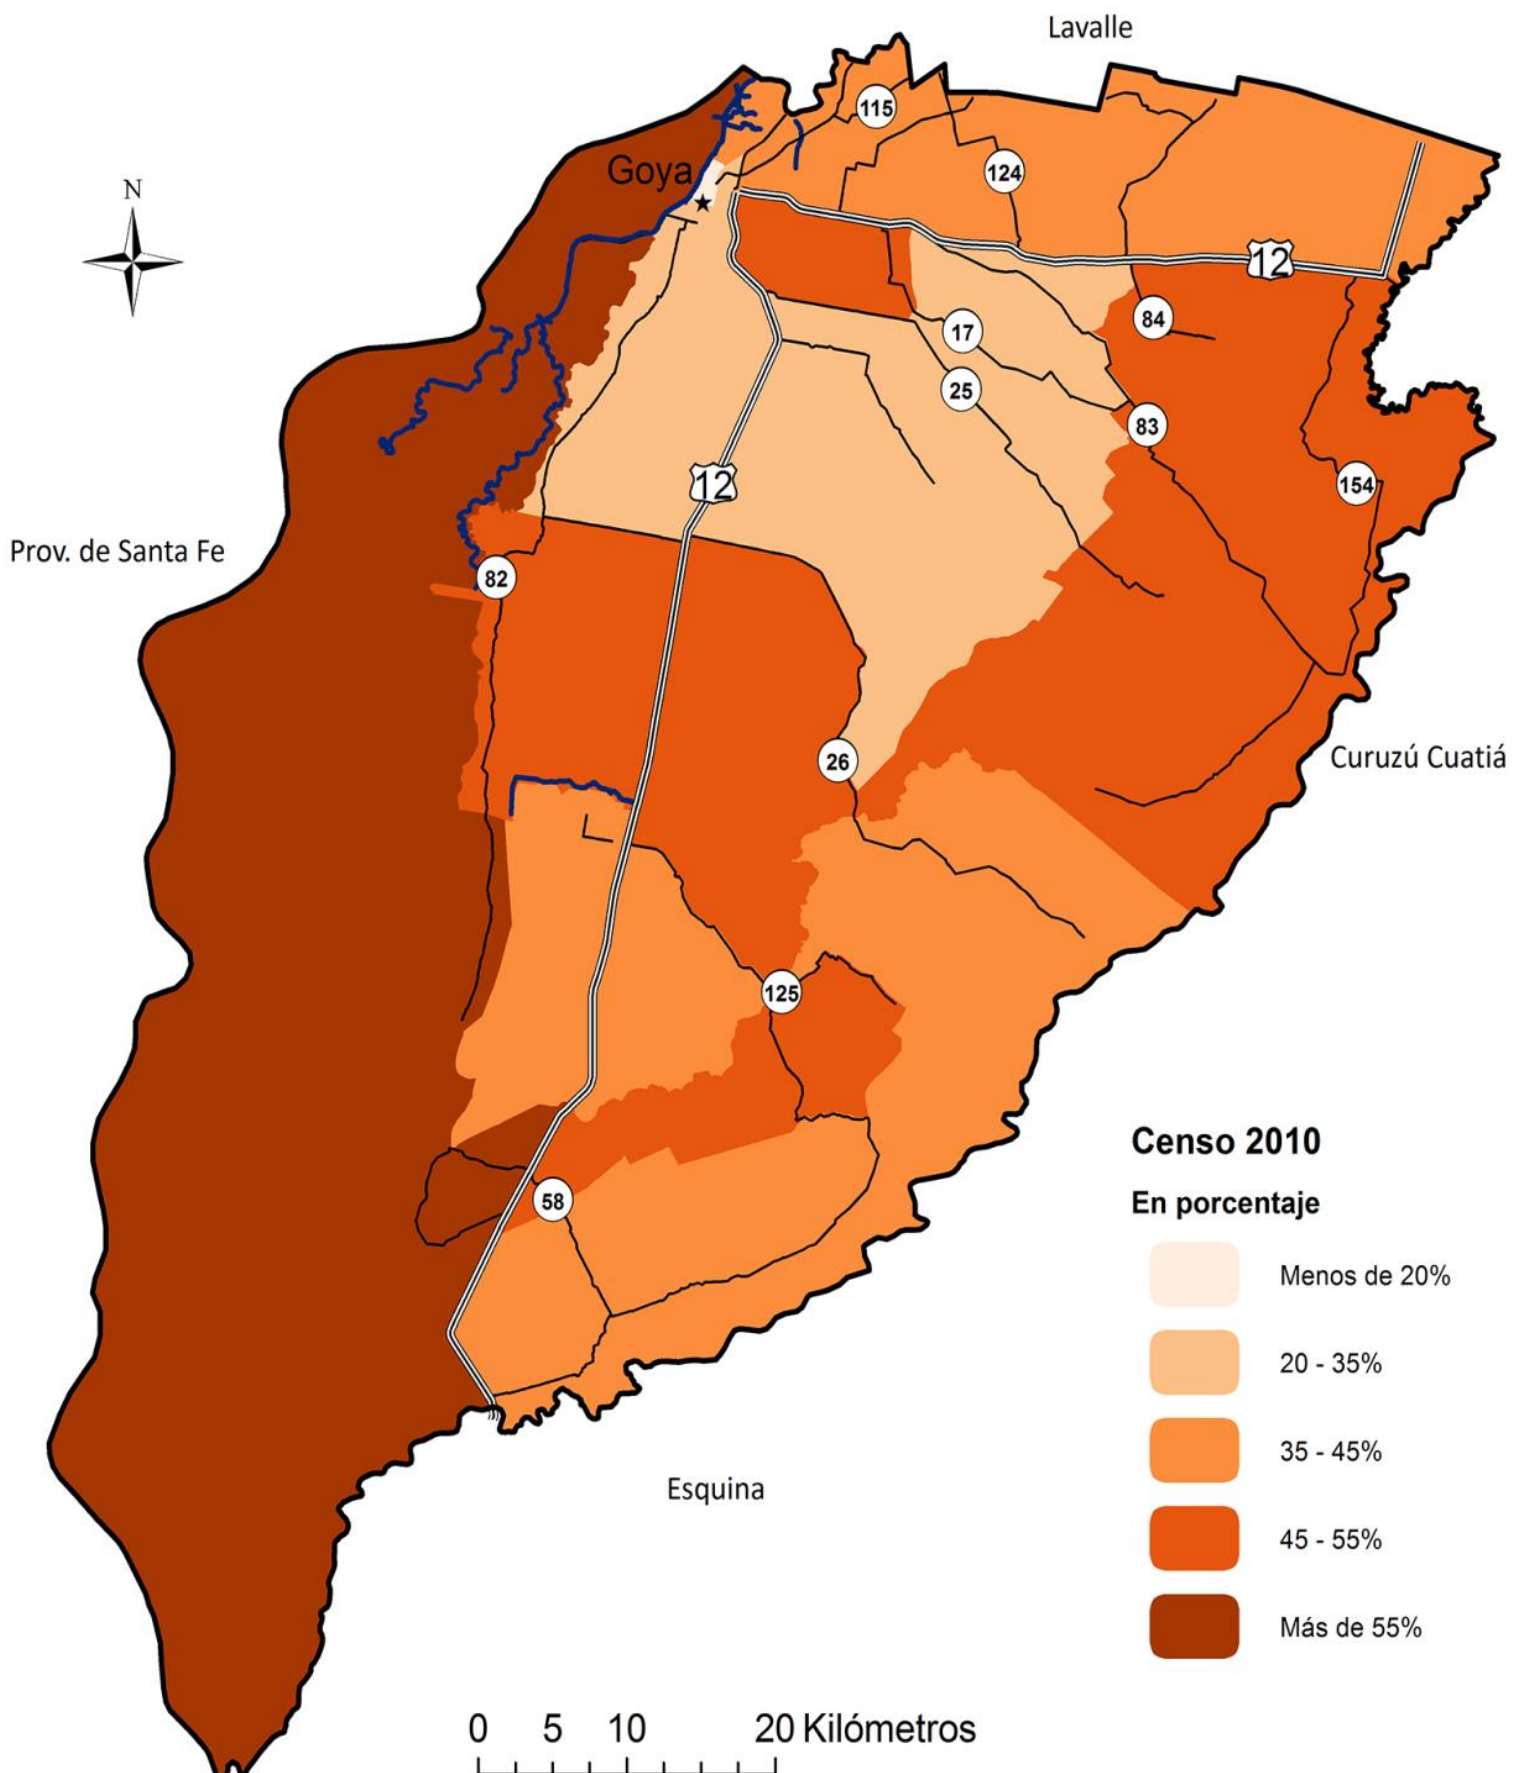 Lavalle
115
Goya
124
N
12
84
17
25
83
12
154
Prov. de Santa Fe
82
26
Curuzú Cuatiá
125
Censo 2010
58
En porcentaje
Menos de 20%
20 - 35%
35 - 45%
Esquina
45 - 55%
Más de 55%
0 5 10 20 Kilómetros